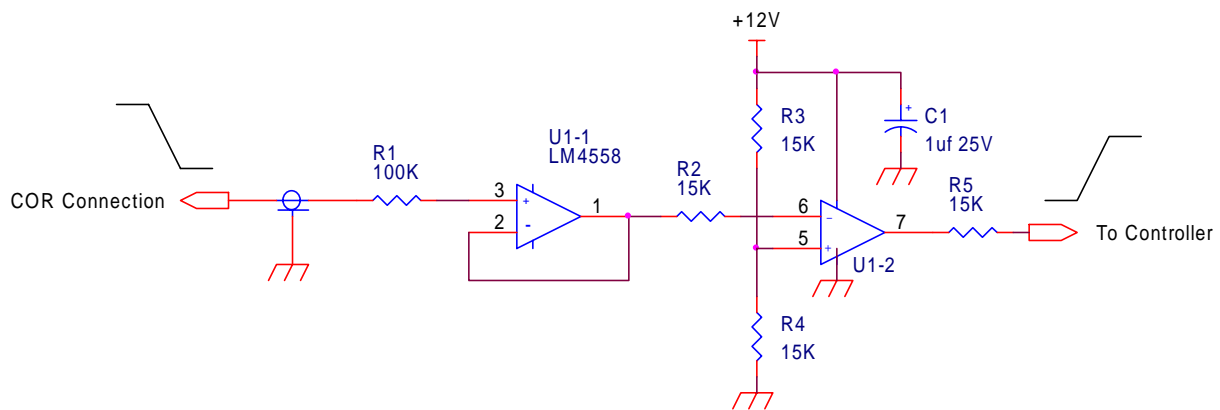 +12V
R3
15K
C1
1uf 25V
U1-1
LM4558
R1
100K
R2
15K
R5
15K
COR Connection
3
+
2
-
1
6
-
5
+
7
U1-2
To Controller
R4
15K
+